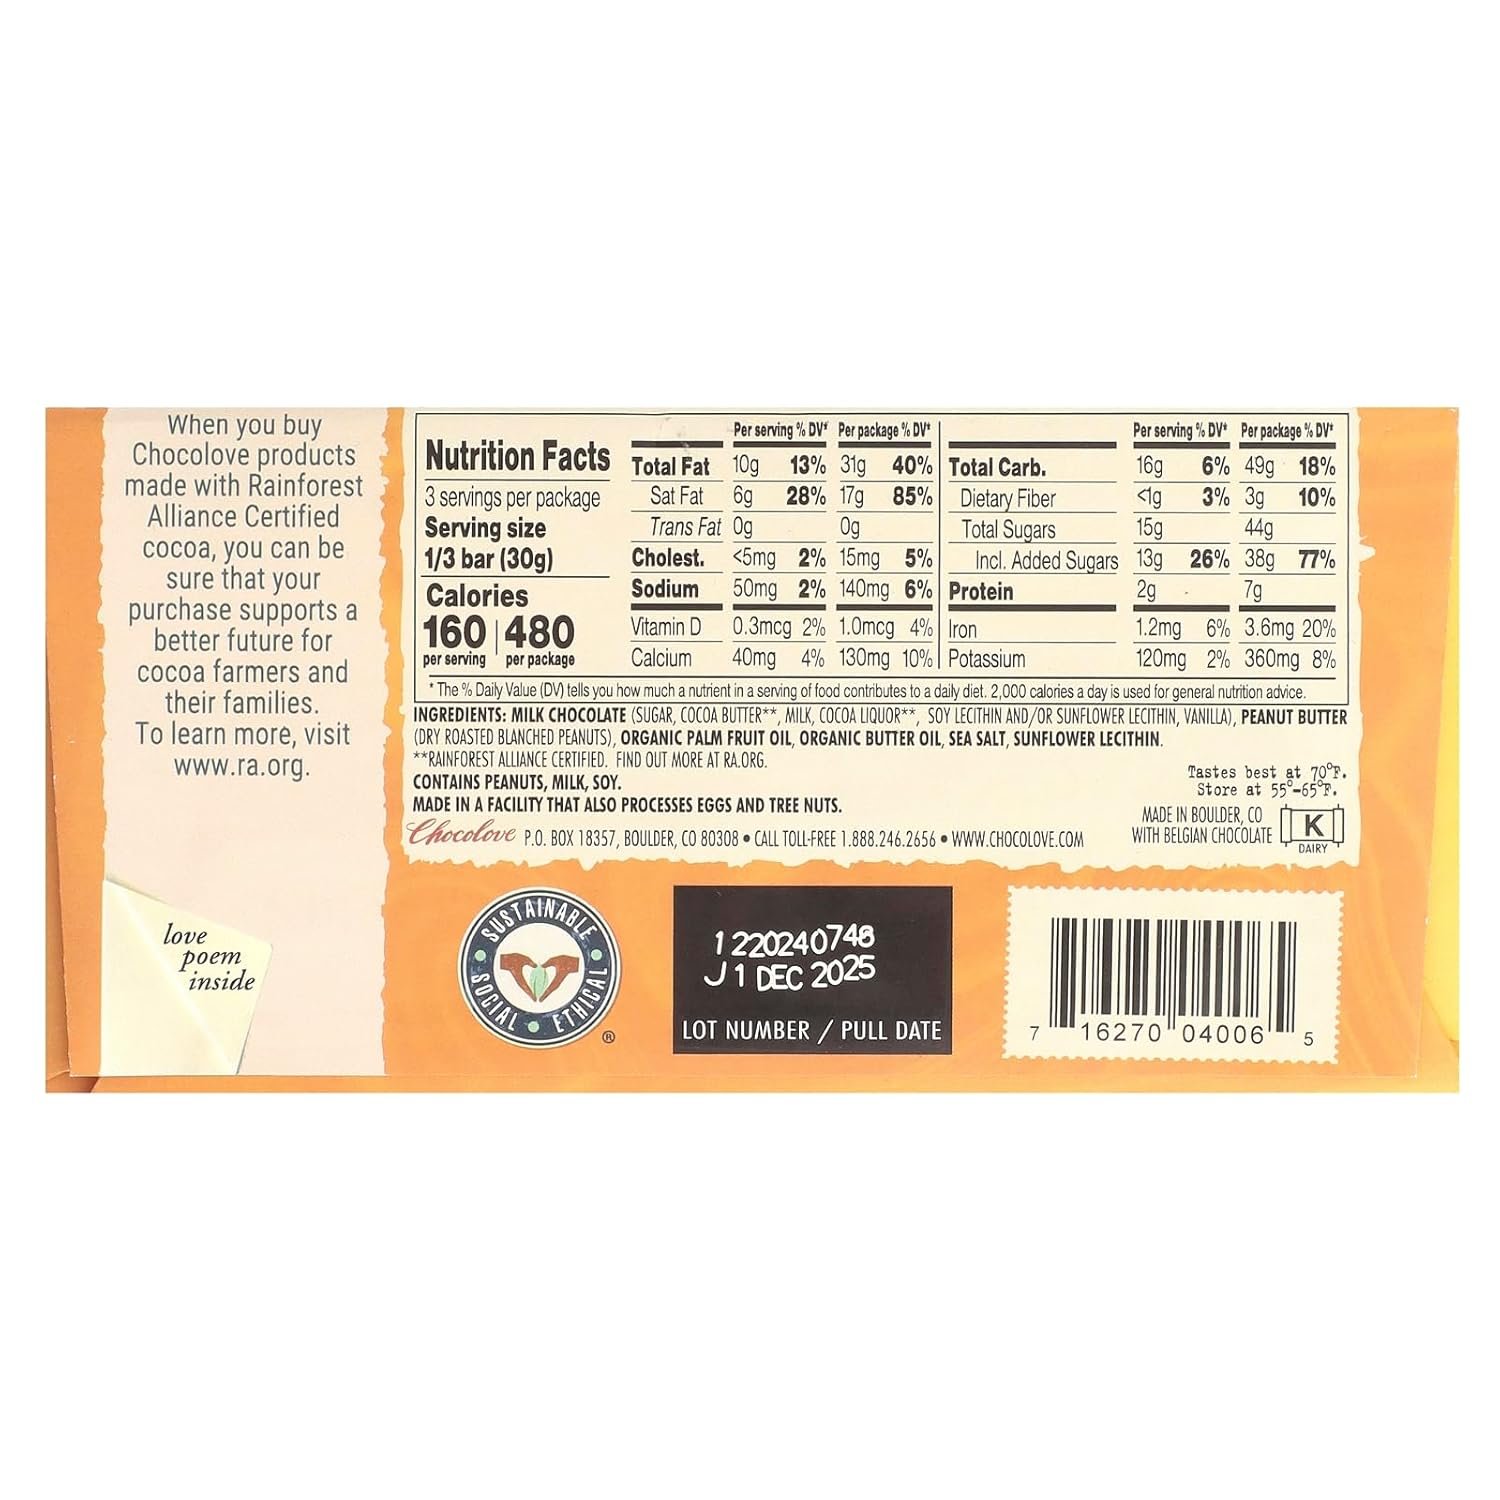 When you buy
Chocolove products
made with Rainforest
Alliance Certified
cocoa, you can be
sure that your
purchase supports a
better future for
cocoa farmers and
their families.
To learn more, visit
www.ra.org.
love
poem
inside
Nutrition Facts
3 servings per package
Serving size
1/3 bar (30g)
Calories
160 | 480
per serving per package
Per serving % DV* Per package % DV*
Total Fat 10g 13% 31g 40%
Sat Fat 6g 28% 17g 85%
Trans Fat 0g 0g
Cholest. <5mg 2% 15mg 5%
Sodium 50mg 2% 140mg 6%
Vitamin D 0.3mcg 2% 1.0mcg 4%
Calcium 40mg 4% 130mg 10%
Per serving % DV* Per package % DV*
Total Carb. 16g 6% 49g 18%
Dietary Fiber <1g 3% 3g 10%
Total Sugars 15g 44g
Incl. Added Sugars 13g 26% 38g 77%
Protein 2g 7g
Iron 1.2mg 6% 3.6mg 20%
Potassium 120mg 2% 360mg 8%
* The % Daily Value (DV) tells you how much a nutrient in a serving of food contributes to a daily diet. 2,000 calories a day is used for general nutrition advice.
INGREDIENTS: MILK CHOCOLATE (SUGAR, COCOA BUTTER**, MILK, COCOA LIQUOR**, SOY LECITHIN AND/OR SUNFLOWER LECITHIN, VANILLA), PEANUT BUTTER
(DRY ROASTED BLANCHED PEANUTS), ORGANIC PALM FRUIT OIL, ORGANIC BUTTER OIL, SEA SALT, SUNFLOWER LECITHIN.
**RAINFOREST ALLIANCE CERTIFIED. FIND OUT MORE AT RA.ORG.
CONTAINS PEANUTS, MILK, SOY.
MADE IN A FACILITY THAT ALSO PROCESSES EGGS AND TREE NUTS.
Tastes best at 70°F.
Store at 55°-65°F.
Chocolove P.O. BOX 18357, BOULDER, CO 80308 • CALL TOLL-FREE 1.888.246.2656 • WWW.CHOCOLOVE.COM
MADE IN BOULDER, CO
WITH BELGIAN CHOCOLATE
K
DAIRY
SUSTAINABLE
SOCIAL
ETHICAL
®
1220240746
J1 DEC 2025
LOT NUMBER / PULL DATE
7 16270 04006 5